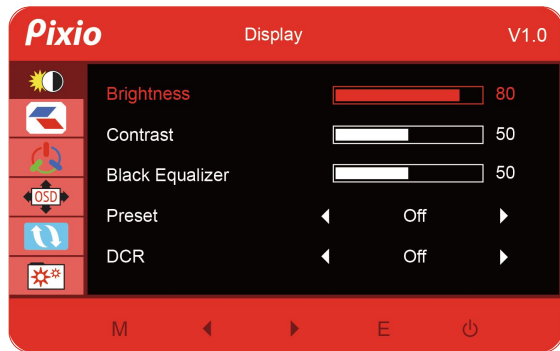 Pixio Display V1.0
Brightness 80
Contrast 50
Black Equalizer 50
OSD
Preset Off
DCR Off
M E